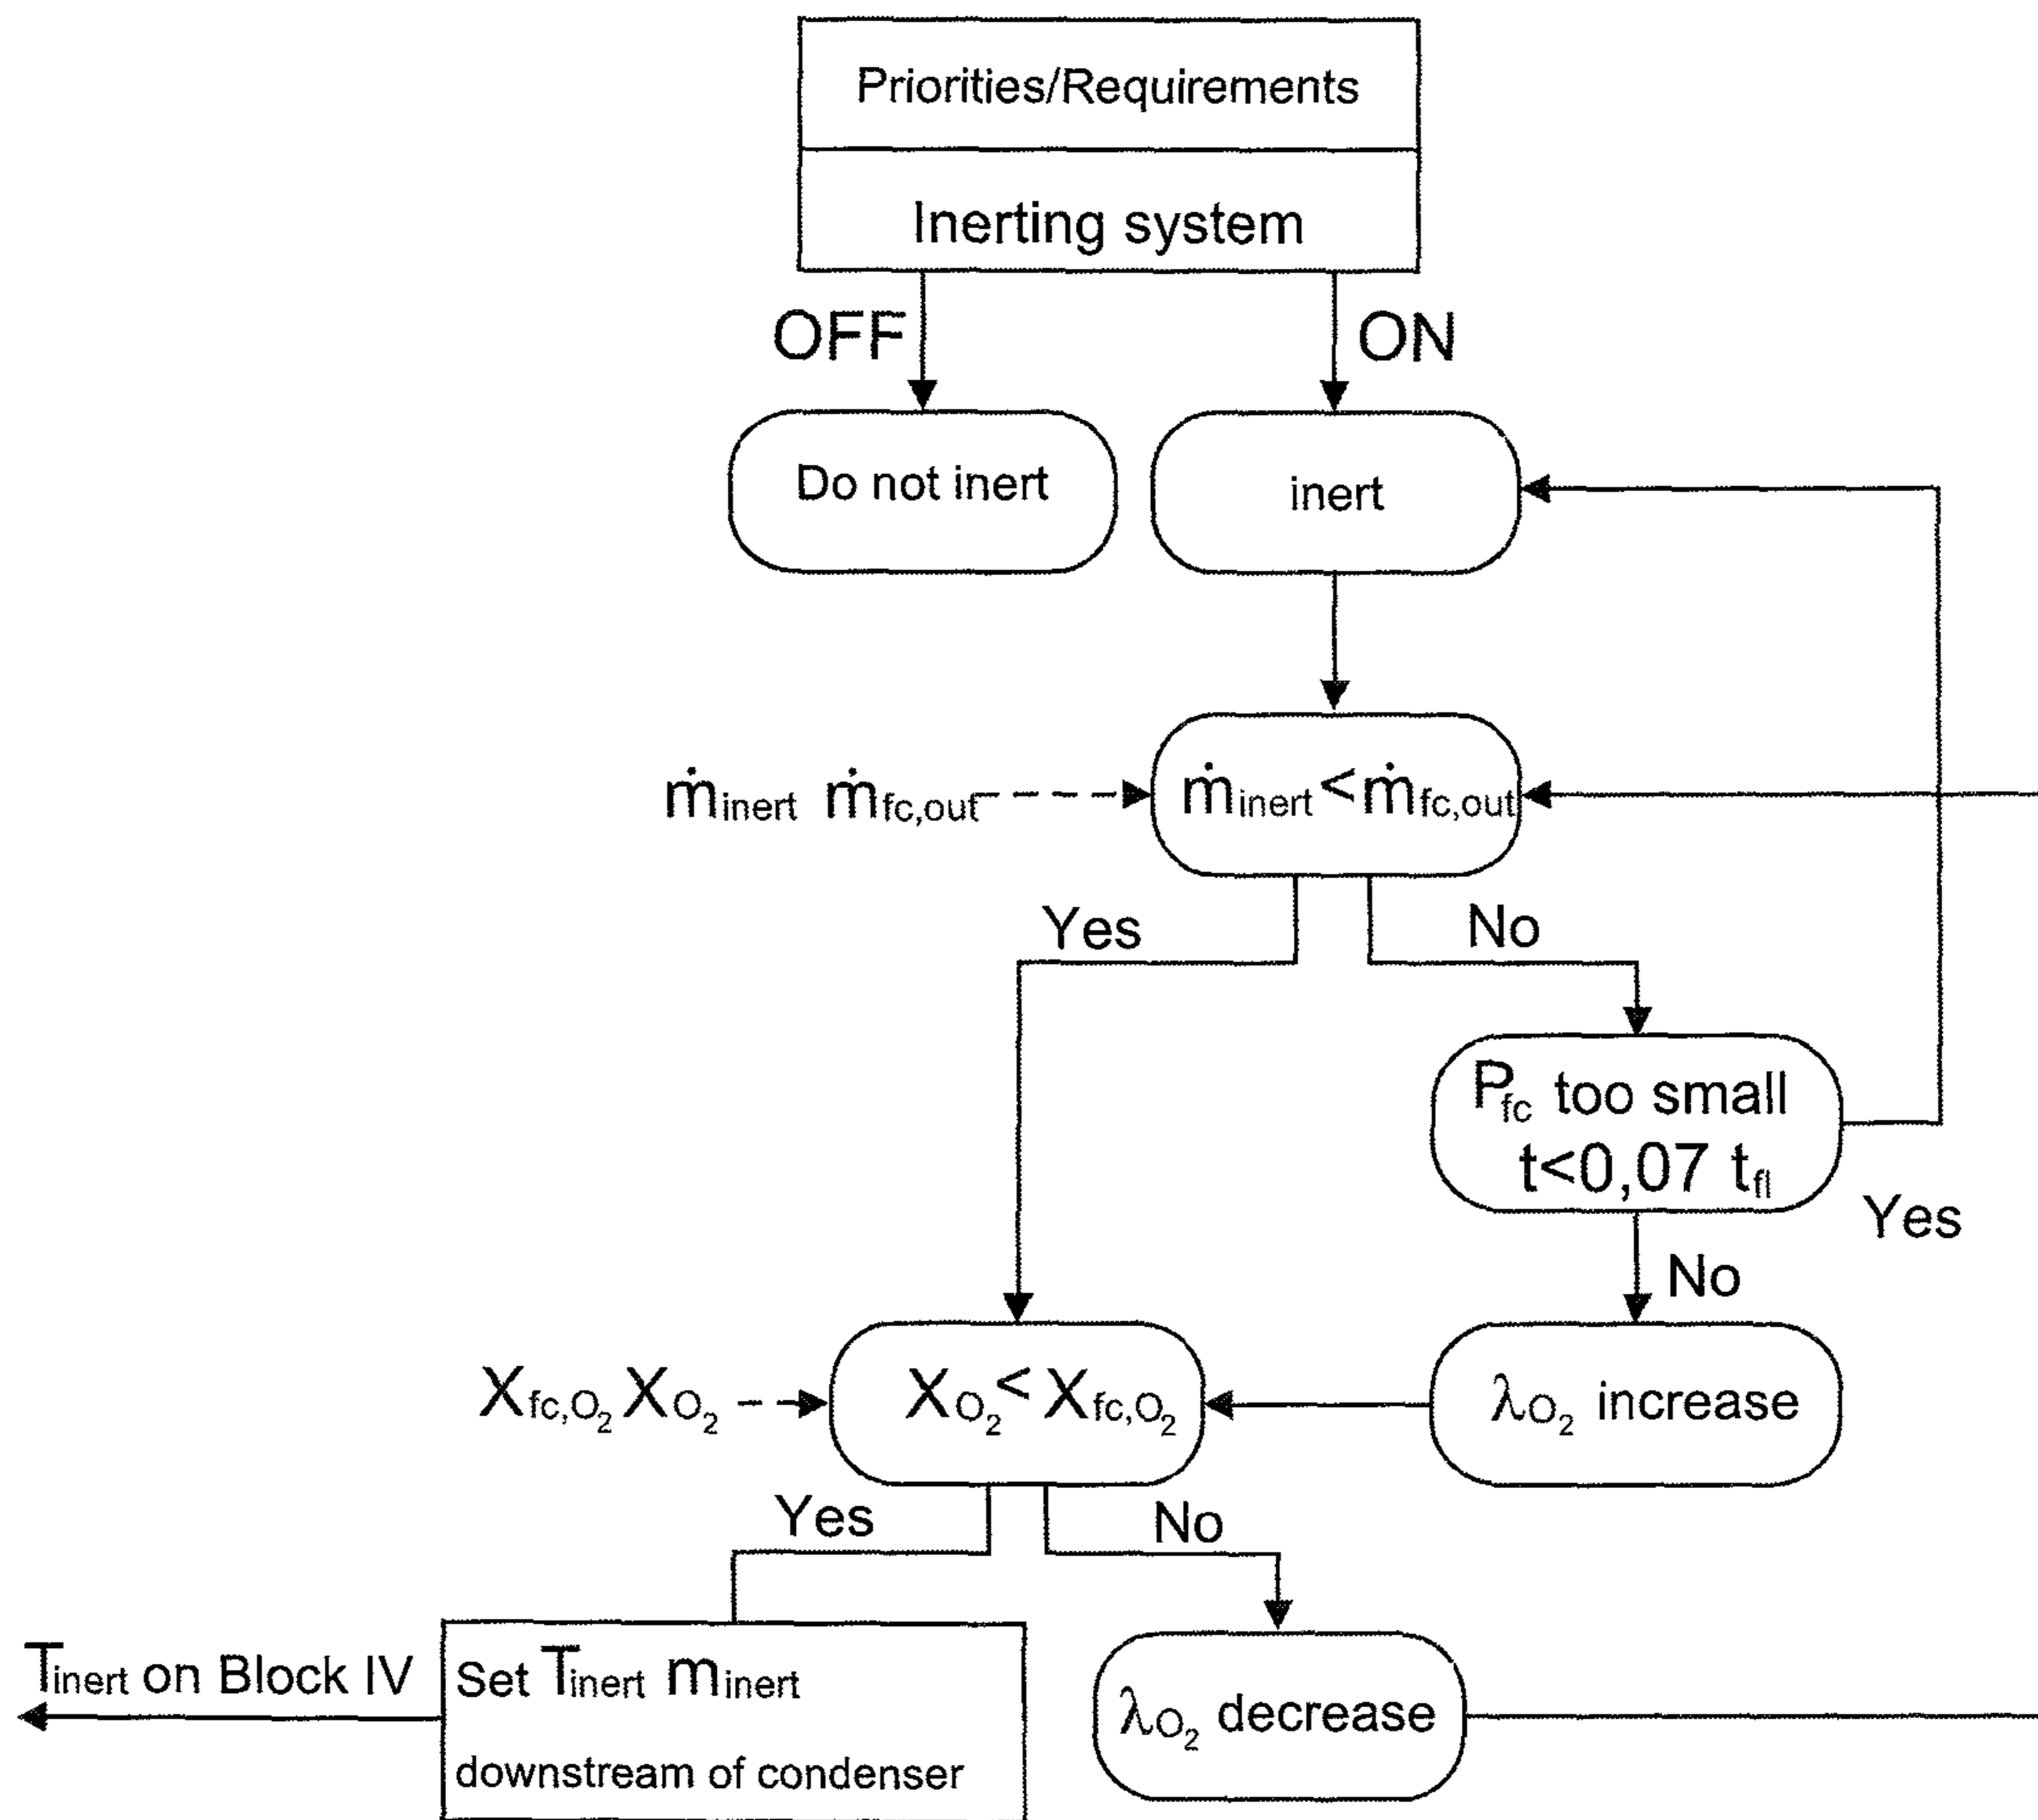 Priorities/Requirements
Inerting system
OFF
ON
Do not inert
inert
ṁinert ṁfc,out
ṁinert<ṁfc,out
Yes
No
Pfc too small
t<0,07 tfl
Yes
No
Xfc,O₂ XO₂
XO₂< Xfc,O₂
λO₂ increase
Yes
No
Tinert on Block IV
Set Tinert minert
downstream of condenser
λO₂ decrease